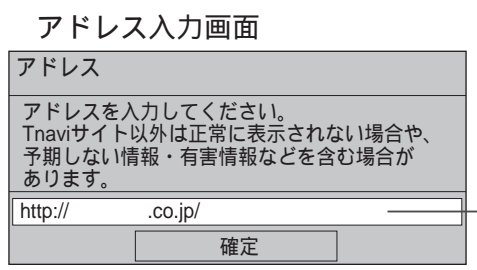 アドレス入力画面
アドレス
アドレスを入力してください。
Tnaviサイト以外は正常に表示されない場合や、
予期しない情報・有害情報などを含む場合が
あります。
http:// .co.jp/
確定